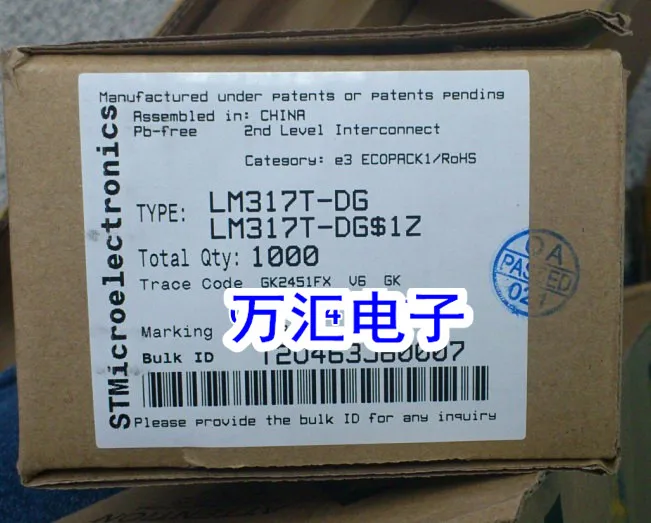 Manufactured under patents or patents pending
Assembled in: CHINA
Pb-free 2nd Level Interconnect
Category: e3 ECOPACK1/RoHS
STMicroelectronics
TYPE: LM317T-DG
LM317T-DG$1Z
Total Qty: 1000
Trace Code GK2451FX V6 GK
万汇电子
Marking
Bulk ID
Please provide the bulk ID for any inquiry
QA
PASSED